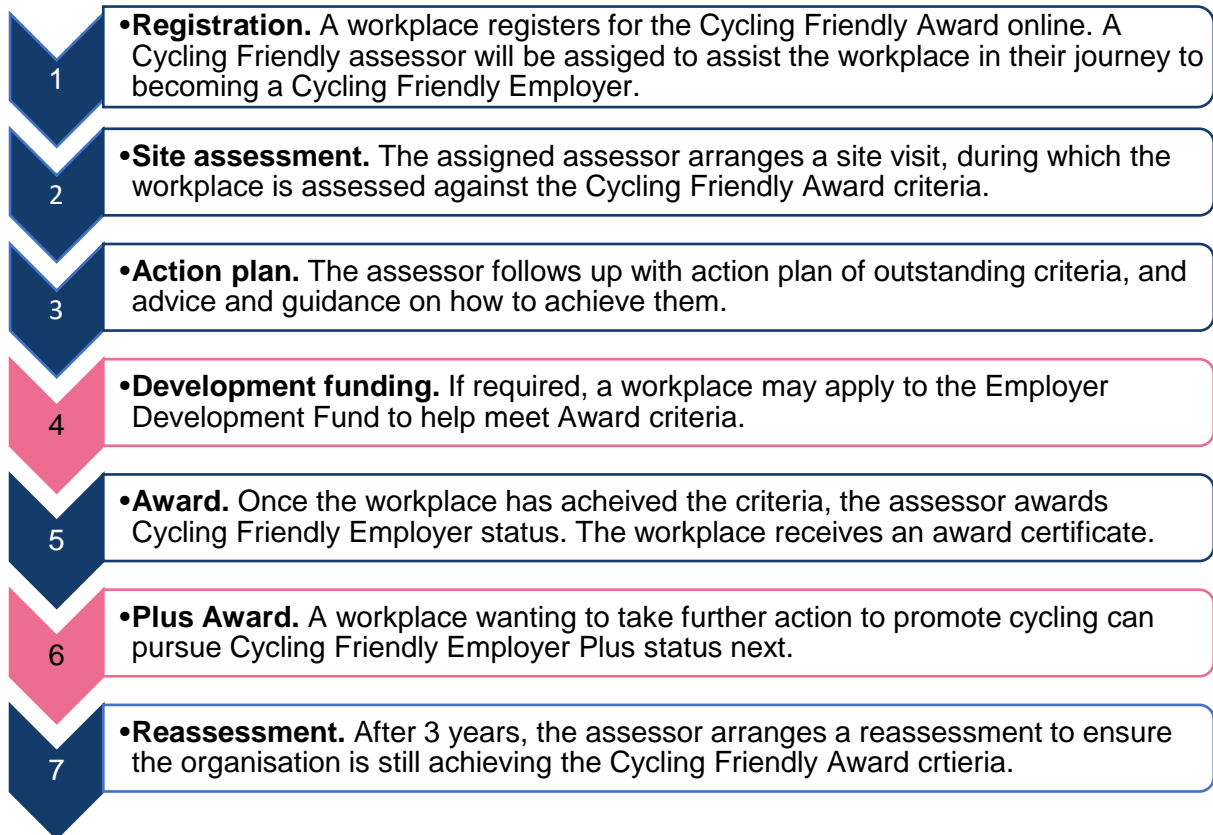 1
•Registration. A workplace registers for the Cycling Friendly Award online. A
Cycling Friendly assessor will be assiged to assist the workplace in their journey to
becoming a Cycling Friendly Employer.
2
•Site assessment. The assigned assessor arranges a site visit, during which the
workplace is assessed against the Cycling Friendly Award criteria.
3
•Action plan. The assessor follows up with action plan of outstanding criteria, and
advice and guidance on how to achieve them.
4
•Development funding. If required, a workplace may apply to the Employer
Development Fund to help meet Award criteria.
5
•Award. Once the workplace has acheived the criteria, the assessor awards
Cycling Friendly Employer status. The workplace receives an award certificate.
6
•Plus Award. A workplace wanting to take further action to promote cycling can
pursue Cycling Friendly Employer Plus status next.
7
•Reassessment. After 3 years, the assessor arranges a reassessment to ensure
the organisation is still achieving the Cycling Friendly Award crtieria.